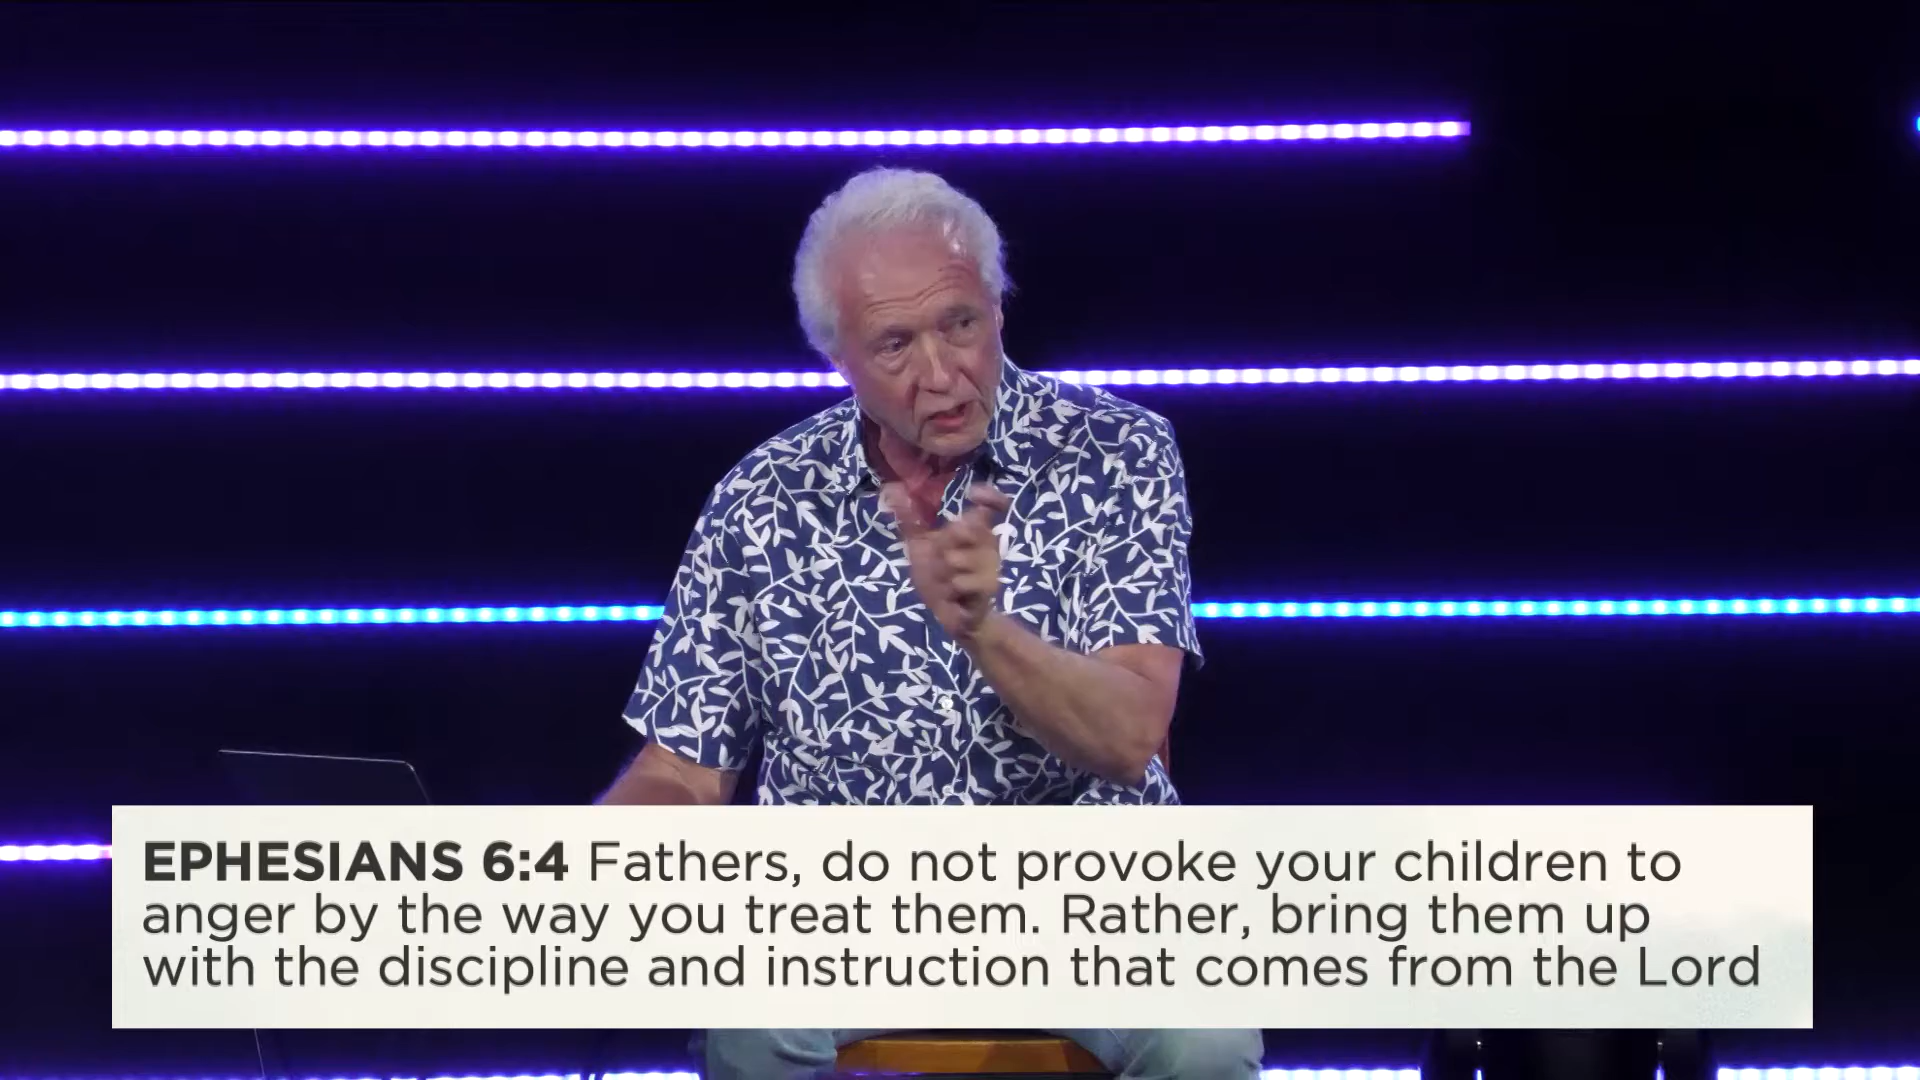 EPHESIANS 6:4 Fathers, do not provoke your children to
anger by the way you treat them. Rather, bring them up
with the discipline and instruction that comes from the Lord